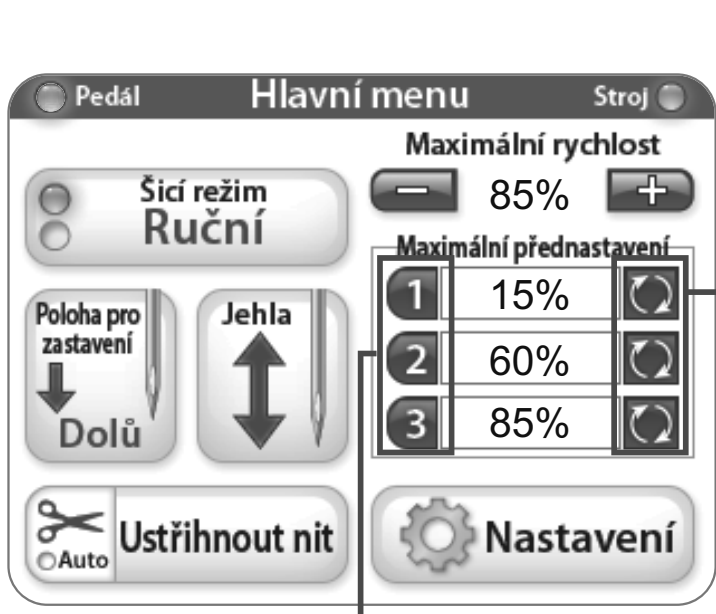 Pedál
Hlavní menu
Stroj
Maximální rychlost
85%
Šicí režim
Ruční
Maximální přednastavení
1 15%
2 60%
3 85%
Poloha pro
zastavení
Dolů
Jehla
Auto
Ustřihnout nit
Nastavení